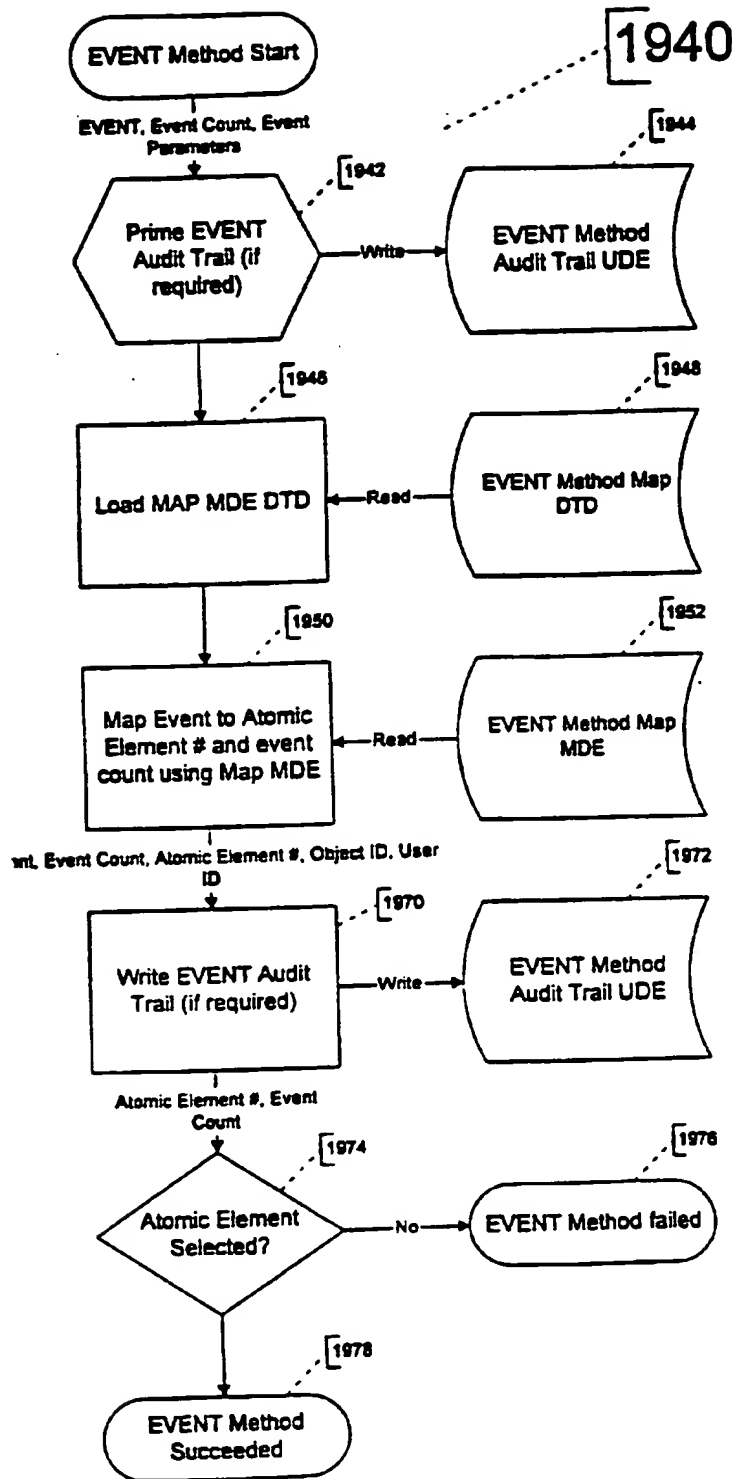 EVENT Method Start
1940
EVENT, Event Count, Event
Parameters
1942
1944
Prime EVENT
Audit Trail (if
required)
Write
EVENT Method
Audit Trail UDE
1946
1948
Load MAP MDE DTD
Read
EVENT Method Map
DTD
1950
1952
Map Event to Atomic
Element # and event
count using Map MDE
Read
EVENT Method Map
MDE
Event Count, Atomic Element #, Object ID, User
ID
1970
1972
Write EVENT Audit
Trail (if required)
Write
EVENT Method
Audit Trail UDE
Atomic Element #, Event
Count
1974
1976
Atomic Element
Selected?
No
EVENT Method failed
1978
EVENT Method
Succeeded